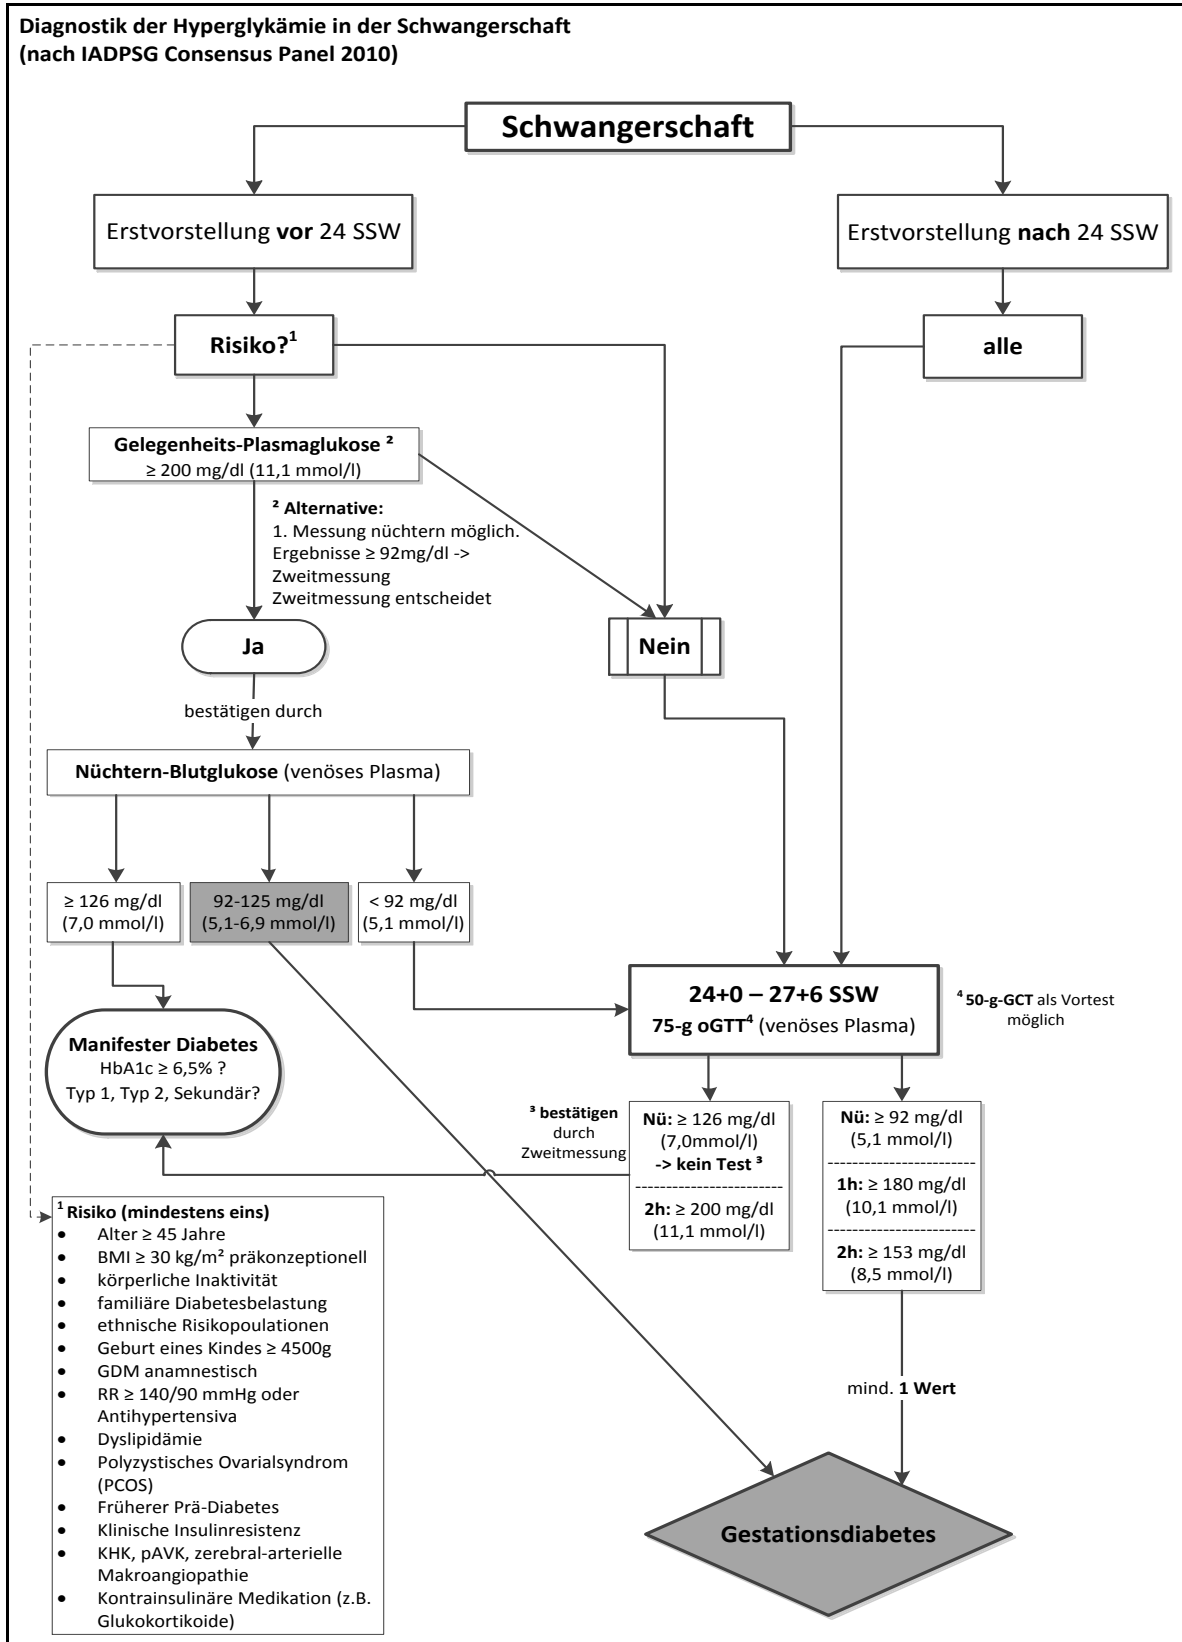 Diagnostik der Hyperglykämie in der Schwangerschaft
(nach IADPSG Consensus Panel 2010)
Schwangerschaft
Erstvorstellung vor 24 SSW
Erstvorstellung nach 24 SSW
Risiko?¹
alle
Gelegenheits-Plasmaglukose ²
≥ 200 mg/dl (11,1 mmol/l)
² Alternative:
1. Messung nüchtern möglich.
Ergebnisse ≥ 92mg/dl ->
Zweitmessung
Zweitmessung entscheidet
Ja
Nein
bestätigen durch
Nüchtern-Blutglukose (venöses Plasma)
≥ 126 mg/dl
(7,0 mmol/l)
92-125 mg/dl
(5,1-6,9 mmol/l)
< 92 mg/dl
(5,1 mmol/l)
24+0 – 27+6 SSW
75-g oGTT⁴ (venöses Plasma)
⁴ 50-g-GCT als Vortest
möglich
Manifester Diabetes
HbA1c ≥ 6,5% ?
Typ 1, Typ 2, Sekundär?
³ bestätigen
durch
Zweitmessung
Nü: ≥ 126 mg/dl
(7,0mmol/l)
-> kein Test ³
2h: ≥ 200 mg/dl
(11,1 mmol/l)
Nü: ≥ 92 mg/dl
(5,1 mmol/l)
1h: ≥ 180 mg/dl
(10,1 mmol/l)
2h: ≥ 153 mg/dl
(8,5 mmol/l)
mind. 1 Wert
Gestationsdiabetes
¹ Risiko (mindestens eins)
• Alter ≥ 45 Jahre
• BMI ≥ 30 kg/m² präkonzeptionell
• körperliche Inaktivität
• familiäre Diabetesbelastung
• ethnische Risikopoulationen
• Geburt eines Kindes ≥ 4500g
• GDM anamnestisch
• RR ≥ 140/90 mmHg oder
Antihypertensiva
• Dyslipidämie
• Polyzystisches Ovarialsyndrom
(PCOS)
• Früherer Prä-Diabetes
• Klinische Insulinresistenz
• KHK, pAVK, zerebral-arterielle
Makroangiopathie
• Kontrainsulinäre Medikation (z.B.
Glukokortikoide)